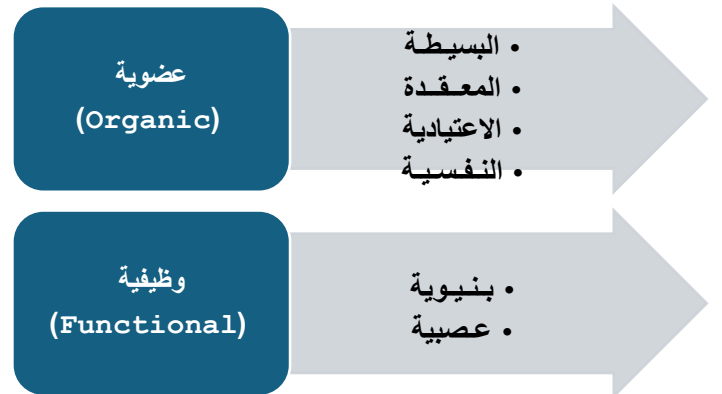 عضوية
(Organic)
• البسيطة
• المعقدة
• الاعتيادية
• النفسية
وظيفية
(Functional)
• بنيوية
• عصبية